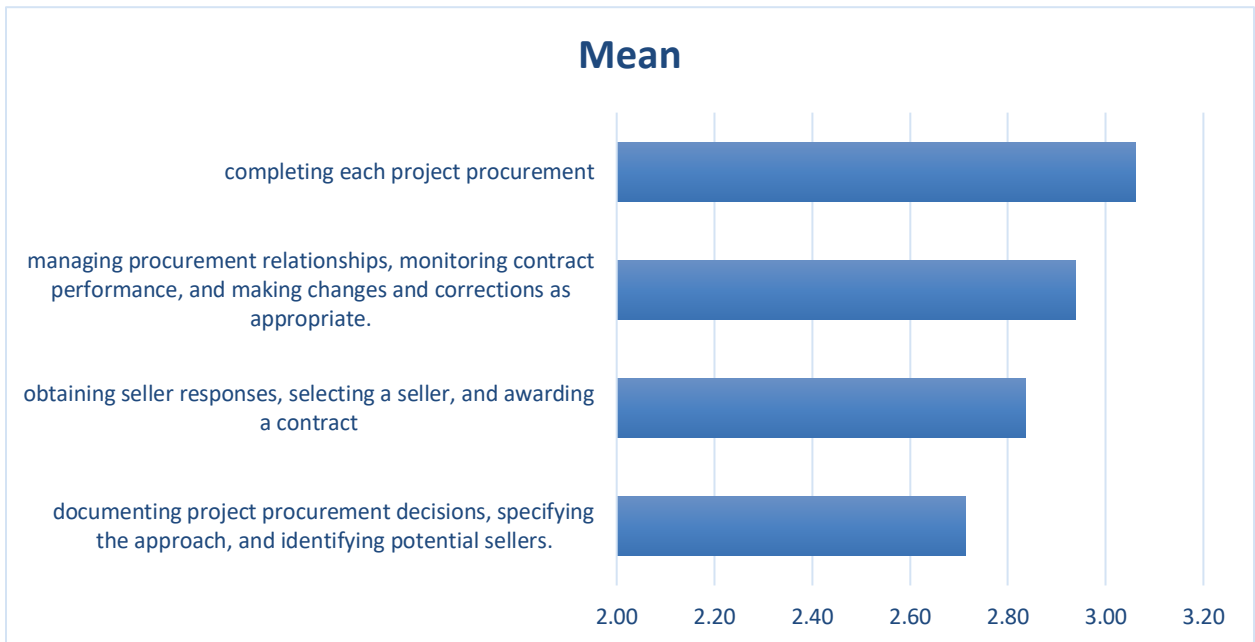 Mean
completing each project procurement
managing procurement relationships, monitoring contract
performance, and making changes and corrections as
appropriate.
obtaining seller responses, selecting a seller, and awarding
a contract
documenting project procurement decisions, specifying
the approach, and identifying potential sellers.
2.00 2.20 2.40 2.60 2.80 3.00 3.20